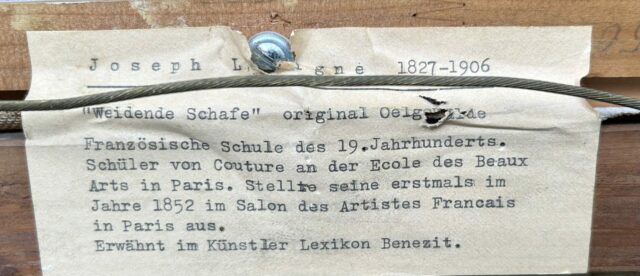 Joseph 1827-1906
"Weidende Schafe" original
Französische Schule des 19.Jahrhunderts.
Schüler von Couture an der Ecole des Beaux
Arts in Paris. Stellte seine erstmals im
Jahre 1852 im Salon des Artistes Francais
in Paris aus.
Erwähnt im Künstler Lexikon Benezit.